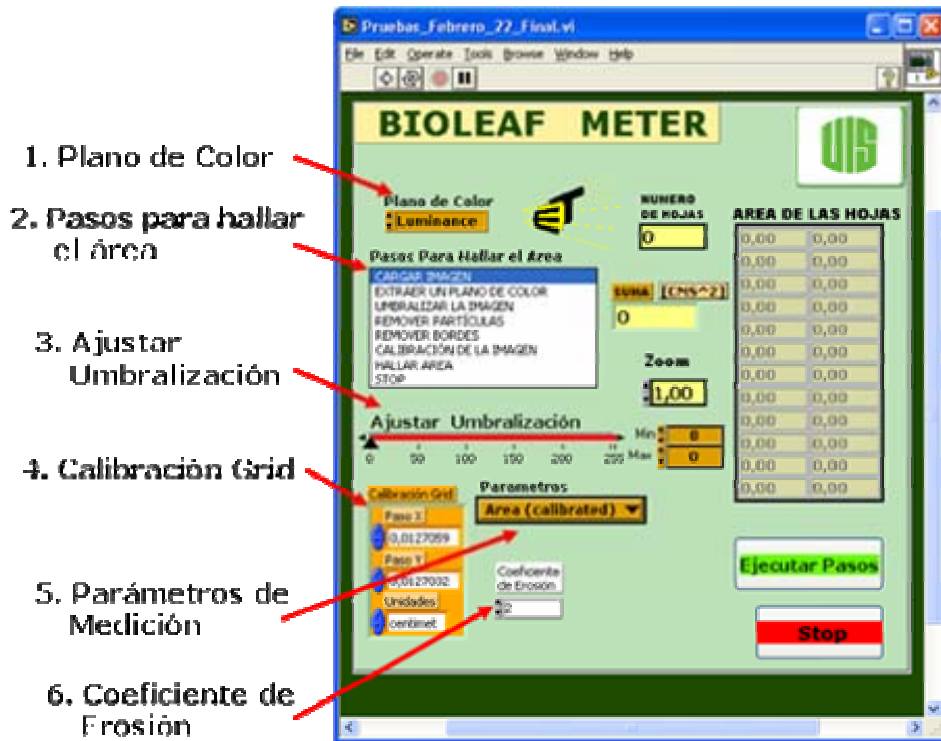 Pruebas_Febrero_22_Final.vi
File Edit Operate Tools Browse Window Help
BIOLEAF METER
UIS
1. Plano de Color
2. Pasos para hallar
el área
3. Ajustar
Umbralización
4. Calibración Grid
5. Parámetros de
Medición
6. Coeficiente de
Erosión
Plano de Color
Luminance
NUMERO
DE HOJAS
0
AREA DE LAS HOJAS
0,00 0,00
0,00 0,00
0,00 0,00
0,00 0,00
0,00 0,00
0,00 0,00
0,00 0,00
0,00 0,00
0,00 0,00
0,00 0,00
0,00 0,00
0,00 0,00
Pasos Para Hallar el Area
CARGAR IMAGEN
EXTRAER UN PLANO DE COLOR
UMBRALIZAR LA IMAGEN
REMOVER PARTÍCULAS
REMOVER BORDES
CALIBRACIÓN DE LA IMAGEN
HALLAR AREA
STOP
SUMA [CMS^2]
0
Zoom
1,00
Ajustar Umbralización
0 50 100 150 200 255
Min 0
Max 0
Calibración Grid
Paso X
0,0127059
Paso Y
0,0127032
Unidades
centimet
Parametros
Area (calibrated)
Coeficiente
de Erosión
2
Ejecutar Pasos
Stop